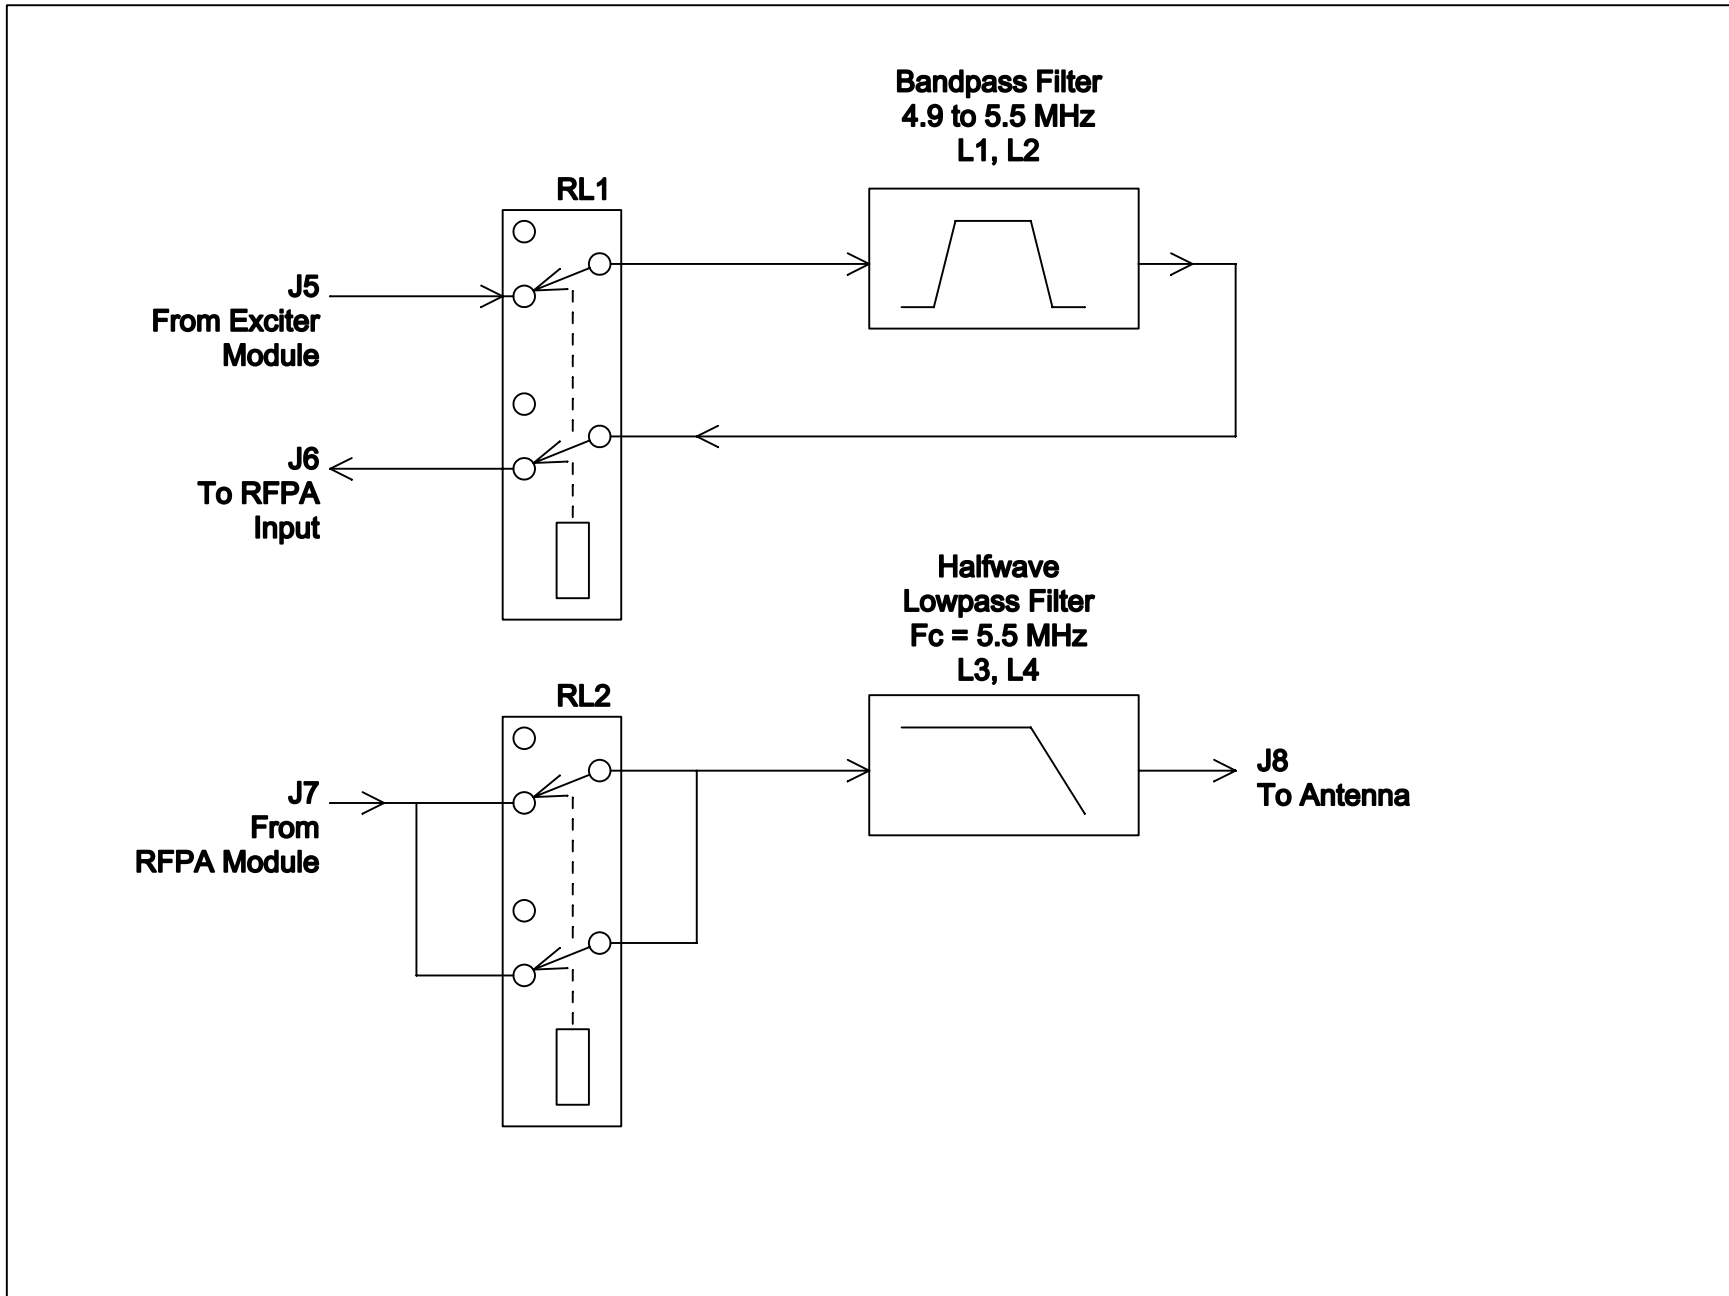 Bandpass Filter
4.9 to 5.5 MHz
L1, L2
RL1
J5
From Exciter
Module
J6
To RFPA
Input
Halfwave
Lowpass Filter
Fc = 5.5 MHz
L3, L4
RL2
J7
From
RFPA Module
J8
To Antenna